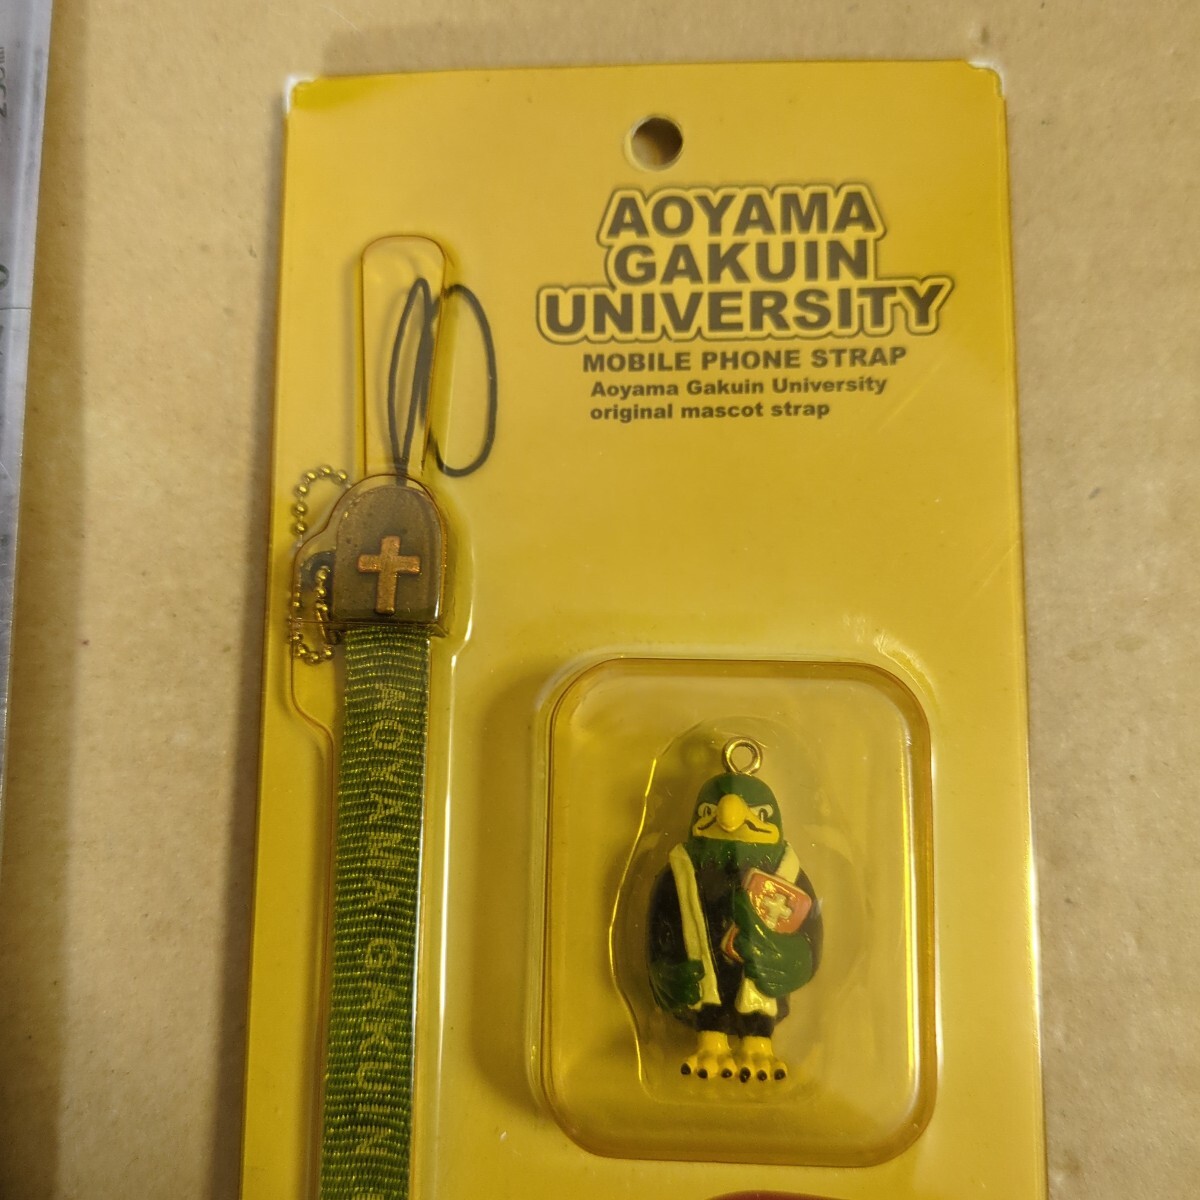 AOYAMA
GAKUIN
UNIVERSITY
MOBILE PHONE STRAP
Aoyama Gakuin University
original mascot strap
AOYAMA GAKUIN